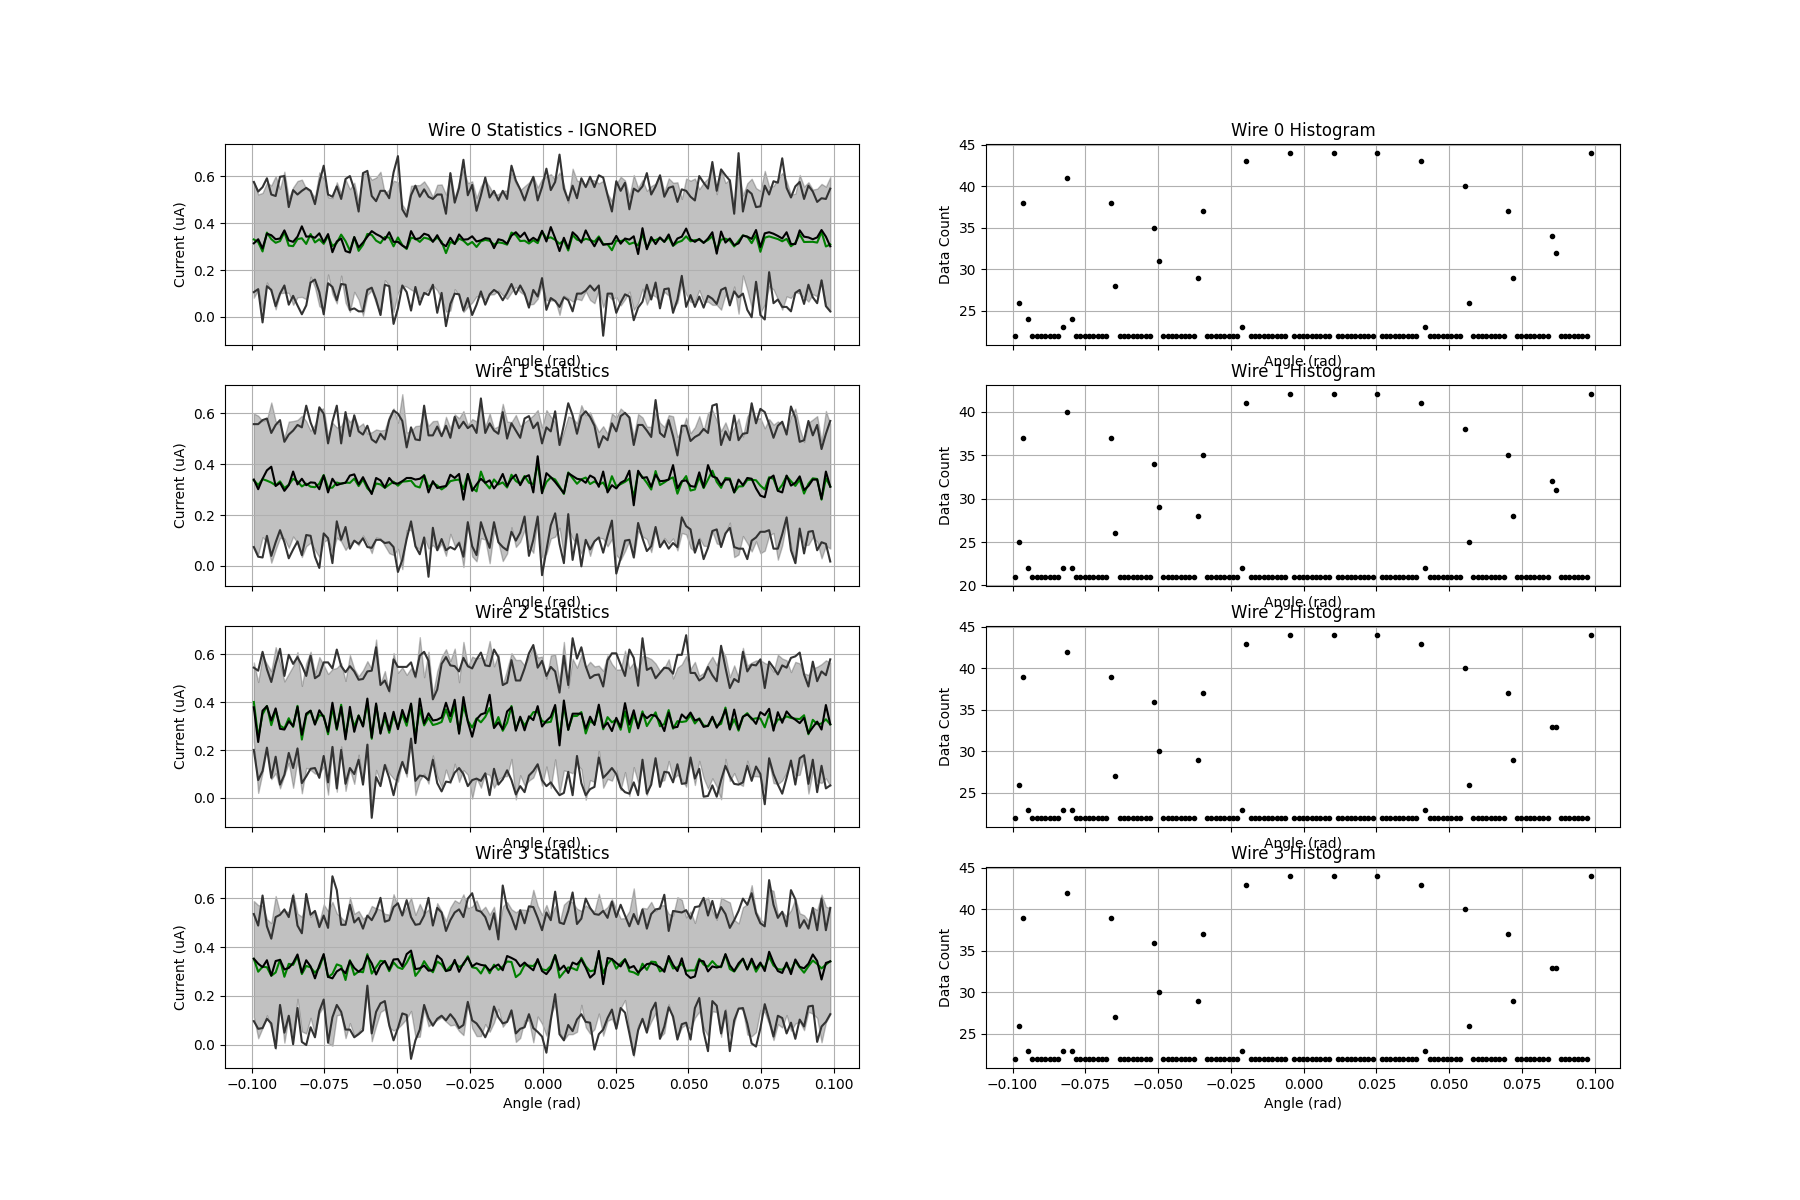 Wire 0 Statistics - IGNORED
Current (uA)
0.6
0.4
0.2
0.0
Angle (rad)
Wire 0 Histogram
Data Count
45
40
35
30
25
Angle (rad)
Wire 1 Statistics
Current (uA)
0.6
0.4
0.2
0.0
Angle (rad)
Wire 1 Histogram
Data Count
40
35
30
25
20
Angle (rad)
Wire 2 Statistics
Current (uA)
0.6
0.4
0.2
0.0
Angle (rad)
Wire 2 Histogram
Data Count
45
40
35
30
25
Angle (rad)
Wire 3 Statistics
Current (uA)
0.6
0.4
0.2
0.0
−0.100 −0.075 −0.050 −0.025 0.000 0.025 0.050 0.075 0.100
Angle (rad)
Wire 3 Histogram
Data Count
45
40
35
30
25
−0.100 −0.075 −0.050 −0.025 0.000 0.025 0.050 0.075 0.100
Angle (rad)